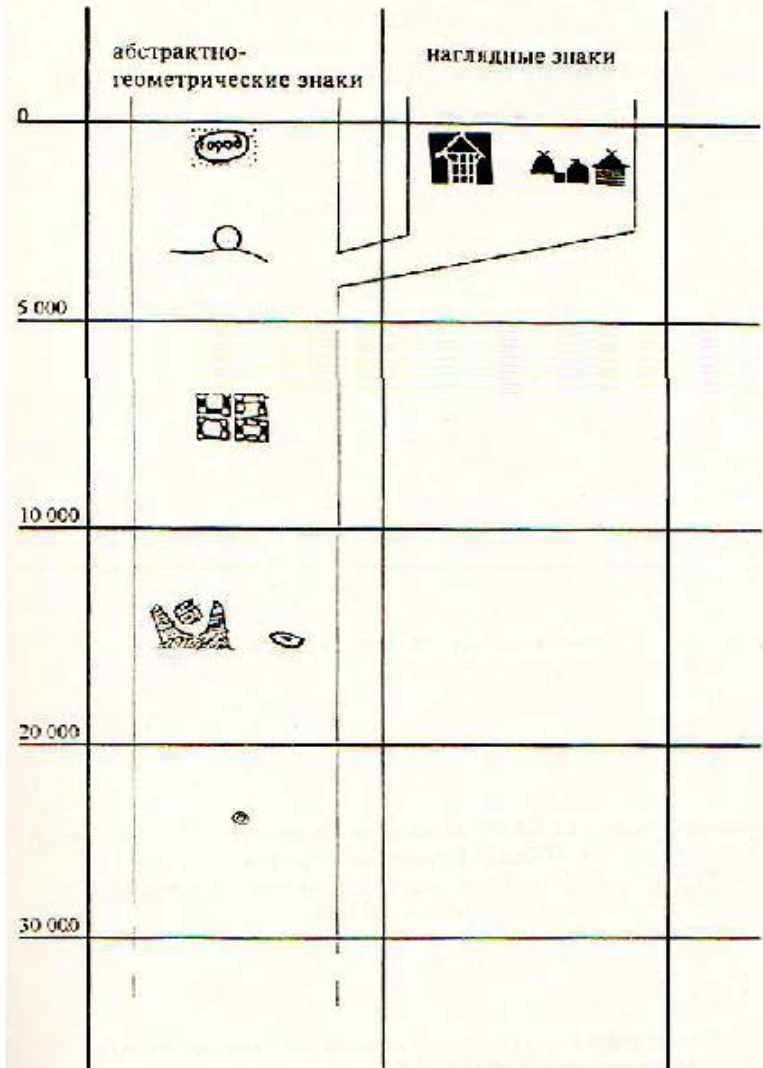 абстрактно-
геометрические знаки
наглядные знаки
0
город
5 000
10 000
20 000
30 000